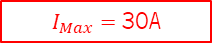 I_Max = 30A